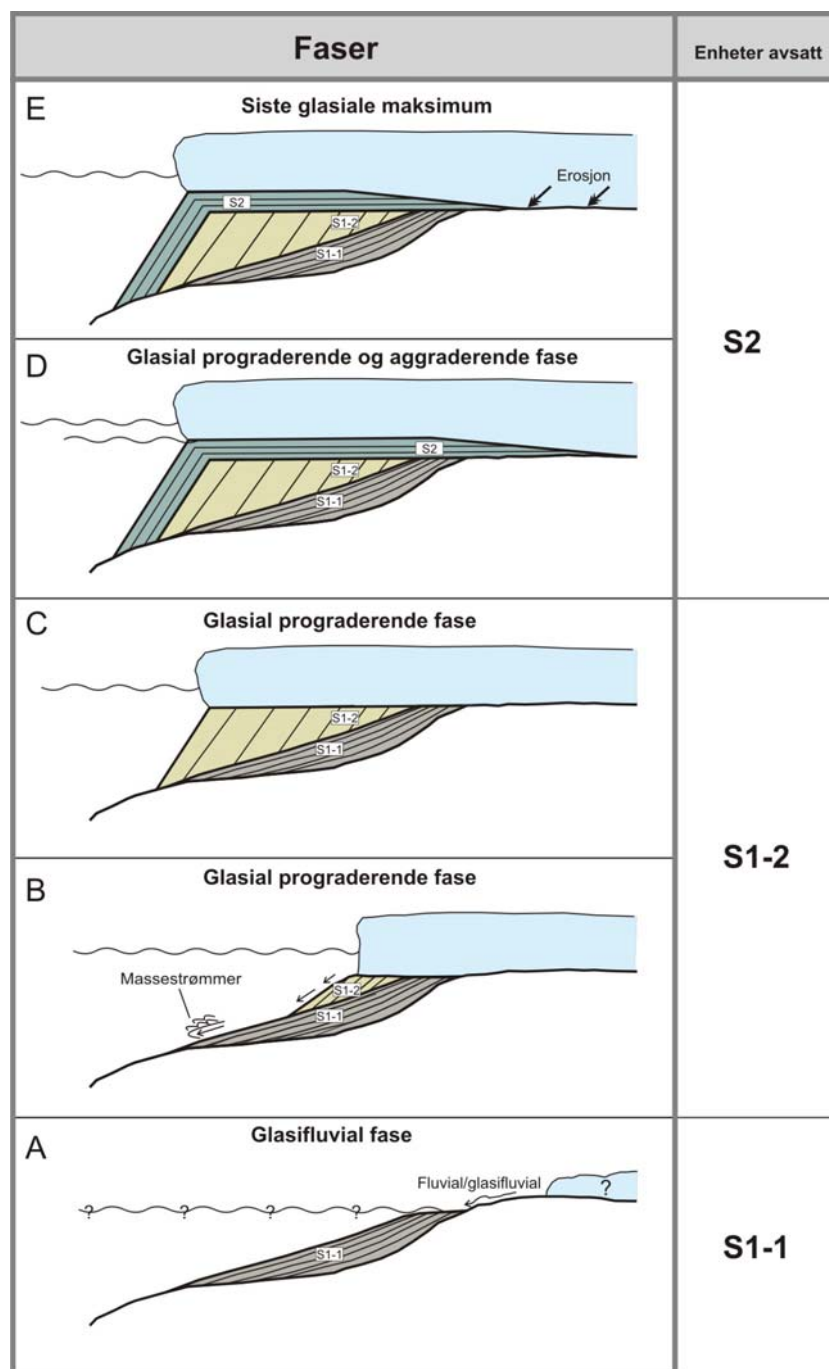 Faser
Enheter avsatt
E
Siste glasiale maksimum
Erosjon
S2
S1-2
S1-1
S2
D
Glasial prograderende og aggraderende fase
S2
S1-2
S1-1
C
Glasial prograderende fase
S1-2
S1-1
S1-2
B
Glasial prograderende fase
Massestrømmer
S1-2
S1-1
A
Glasifluvial fase
Fluvial/glasifluvial
?
? ? ? ?
S1-1
S1-1